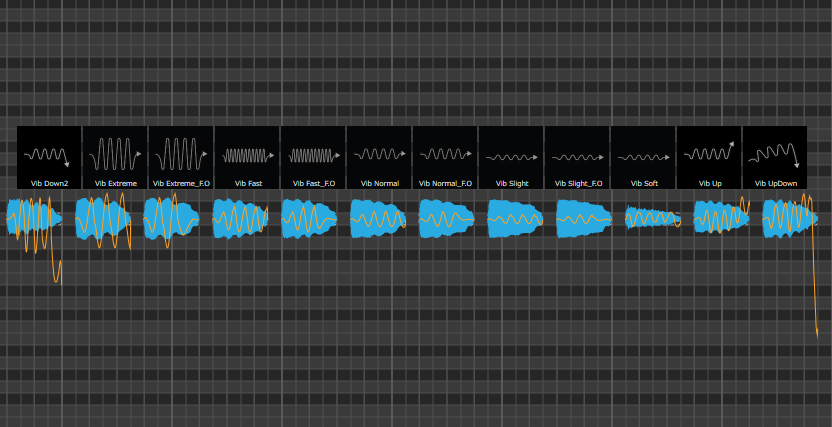 Vib Down2
Vib Extreme
Vib Extreme_F.O
Vib Fast
Vib Fast_F.O
Vib Normal
Vib Normal_F.O
Vib Slight
Vib Slight_F.O
Vib Soft
Vib Up
Vib UpDown